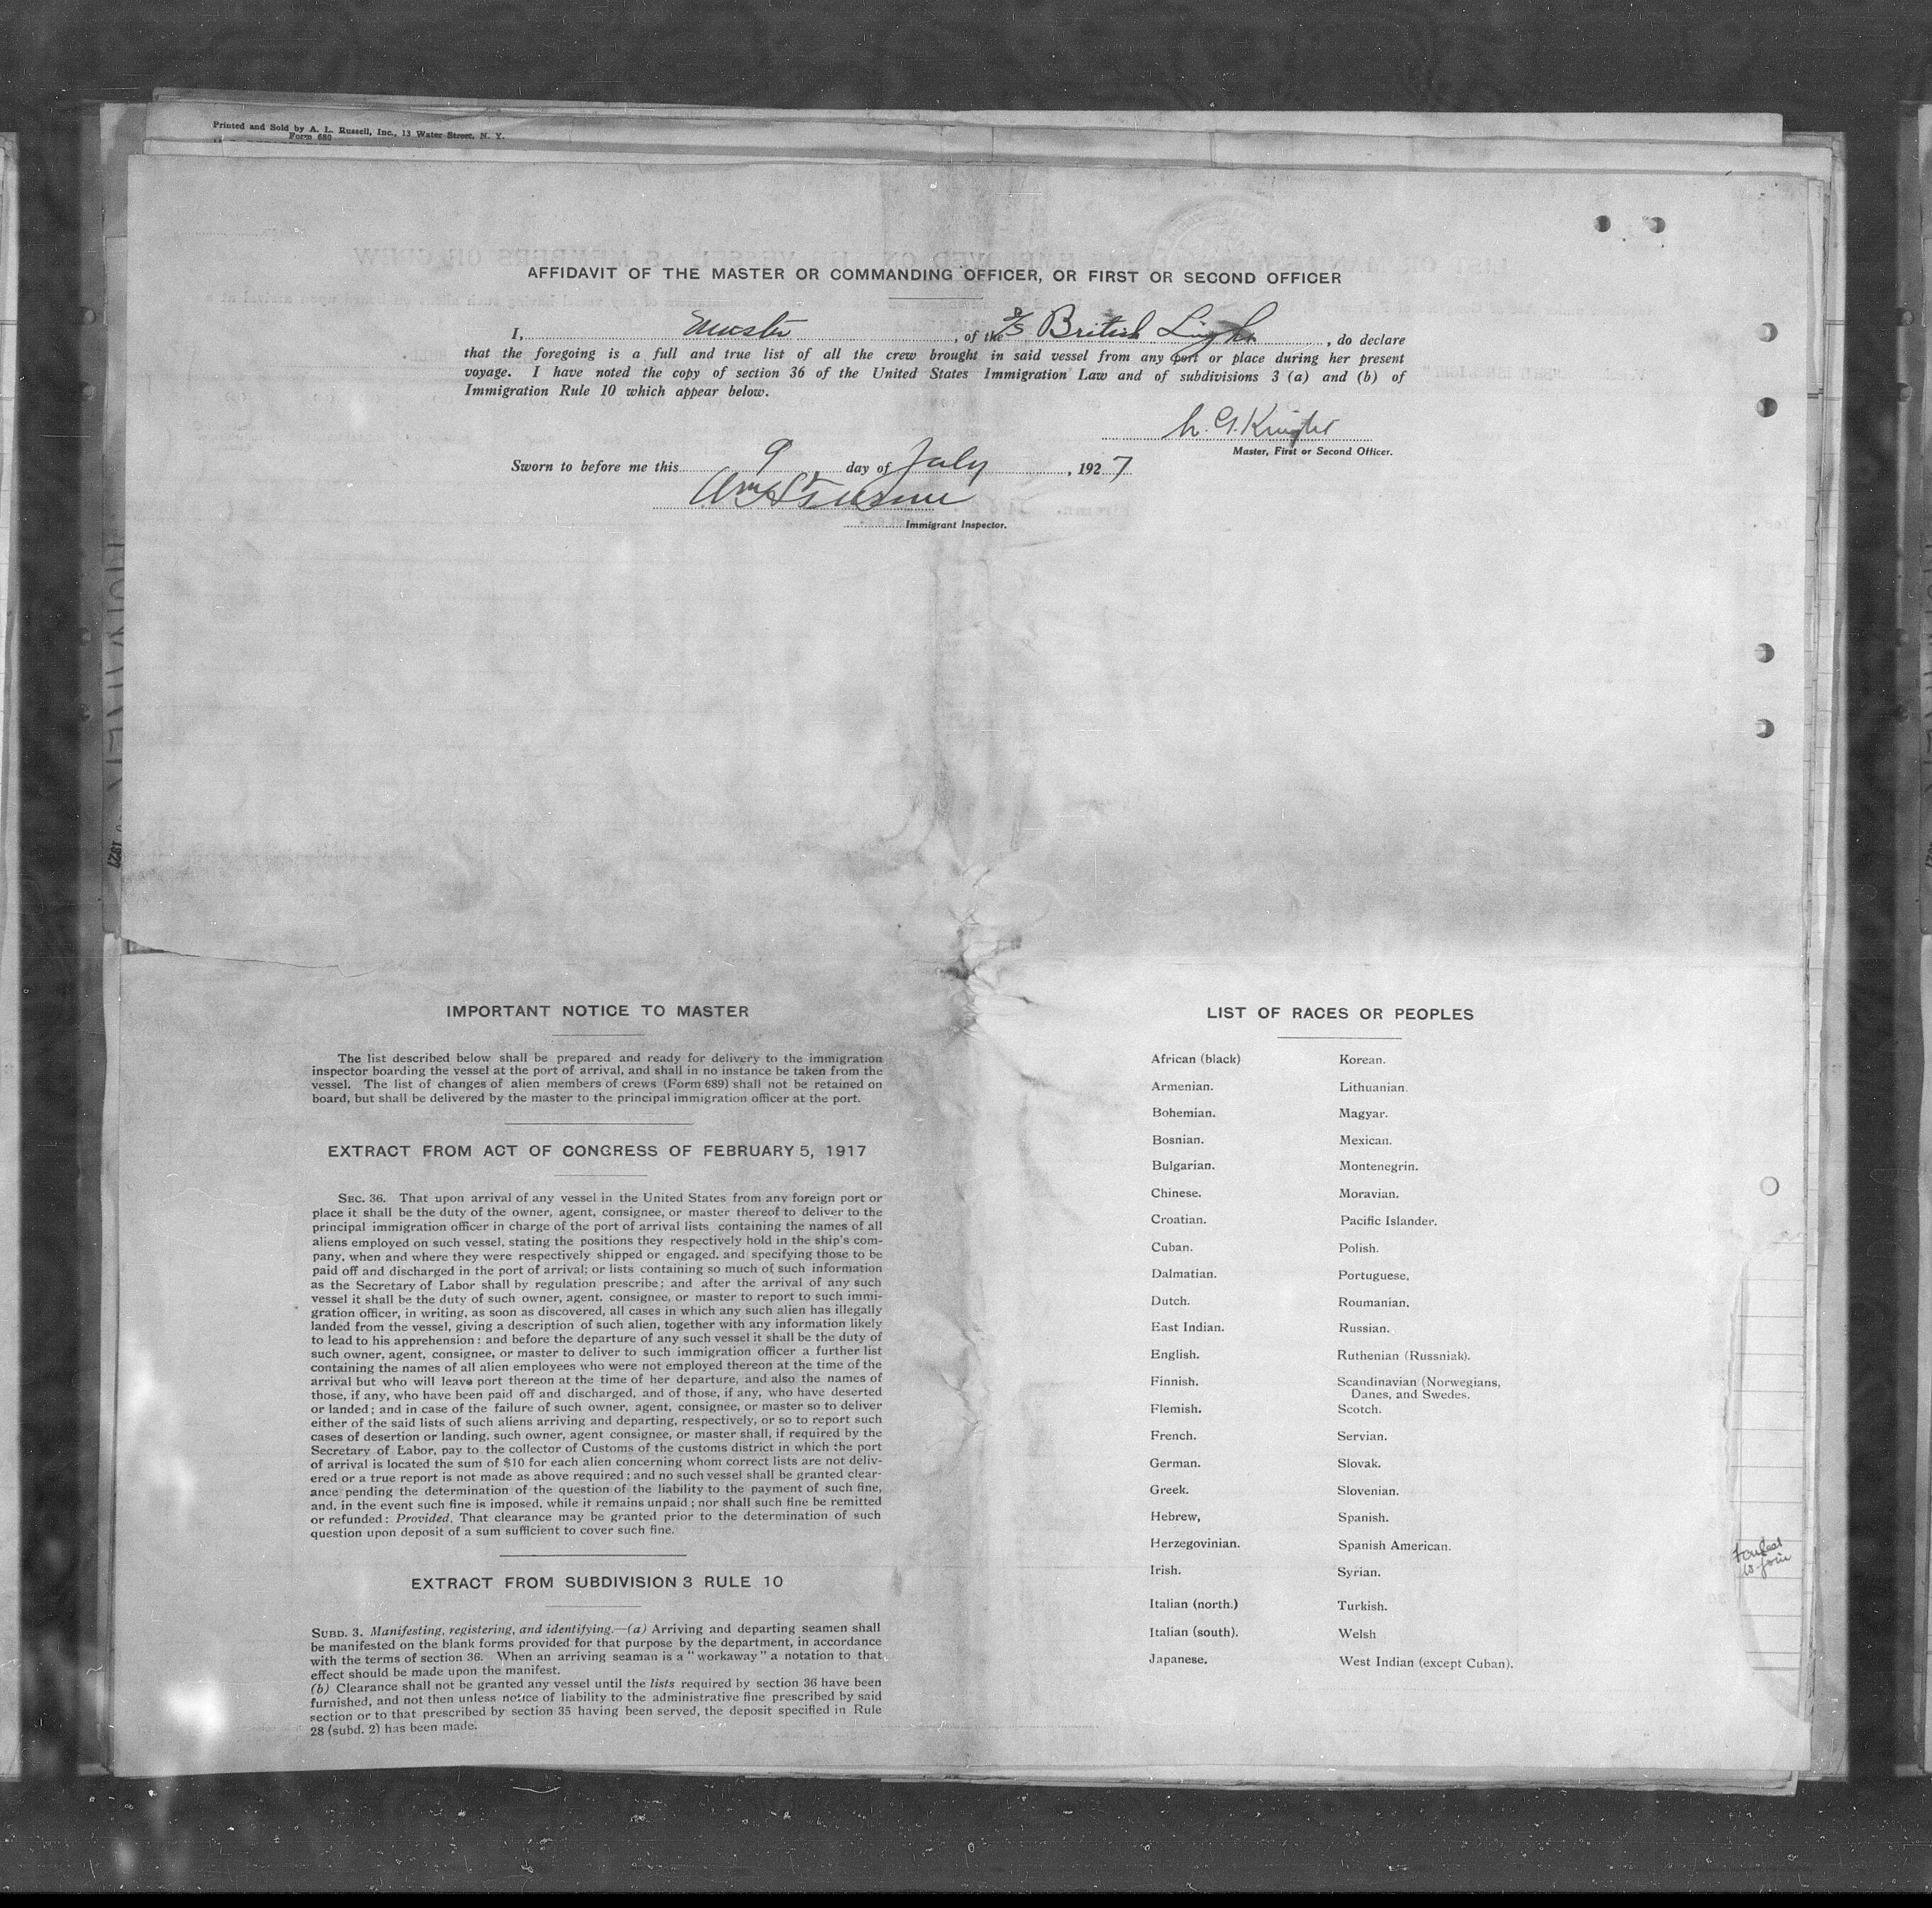 Printed and Sold by A. L. Russell, Inc., 13 Water Street, N. Y.
Form 680
AFFIDAVIT OF THE MASTER OR COMMANDING OFFICER, OR FIRST OR SECOND OFFICER
I, Master, of the S/S British Light, do declare
that the foregoing is a full and true list of all the crew brought in said vessel from any port or place during her present
voyage. I have noted the copy of section 36 of the United States Immigration Law and of subdivisions 3 (a) and (b) of
Immigration Rule 10 which appear below.
G. Knight
Master, First or Second Officer.
Sworn to before me this 9 day of July, 1927
Immigrant Inspector.
IMPORTANT NOTICE TO MASTER
The list described below shall be prepared and ready for delivery to the immigration
inspector boarding the vessel at the port of arrival, and shall in no instance be taken from the
vessel. The list of changes of alien members of crews (Form 689) shall not be retained on
board, but shall be delivered by the master to the principal immigration officer at the port.
EXTRACT FROM ACT OF CONGRESS OF FEBRUARY 5, 1917
SEC. 36. That upon arrival of any vessel in the United States from any foreign port or
place it shall be the duty of the owner, agent, consignee, or master thereof to deliver to the
principal immigration officer in charge of the port of arrival lists containing the names of all
aliens employed on such vessel, stating the positions they respectively hold in the ship's com-
pany, when and where they were respectively shipped or engaged, and specifying those to be
paid off and discharged in the port of arrival; or lists containing so much of such information
as the Secretary of Labor shall by regulation prescribe; and after the arrival of any such
vessel it shall be the duty of such owner, agent, consignee, or master to report to such immi-
gration officer, in writing, as soon as discovered, all cases in which any such alien has illegally
landed from the vessel, giving a description of such alien, together with any information likely
to lead to his apprehension: and before the departure of any such vessel it shall be the duty of
such owner, agent, consignee, or master to deliver to such immigration officer a further list
containing the names of all alien employees who were not employed thereon at the time of the
arrival but who will leave port thereon at the time of her departure, and also the names of
those, if any, who have been paid off and discharged, and of those, if any, who have deserted
or landed; and in case of the failure of such owner, agent, consignee, or master so to deliver
either of the said lists of such aliens arriving and departing, respectively, or so to report such
cases of desertion or landing, such owner, agent consignee, or master shall, if required by the
Secretary of Labor, pay to the collector of Customs of the customs district in which the port
of arrival is located the sum of $10 for each alien concerning whom correct lists are not deliv-
ered or a true report is not made as above required; and no such vessel shall be granted clear-
ance pending the determination of the question of the liability to the payment of such fine,
and, in the event such fine is imposed, while it remains unpaid; nor shall such fine be remitted
or refunded: Provided, That clearance may be granted prior to the determination of such
question upon deposit of a sum sufficient to cover such fine.
EXTRACT FROM SUBDIVISION 3 RULE 10
SUBD. 3. Manifesting, registering, and identifying.—(a) Arriving and departing seamen shall
be manifested on the blank forms provided for that purpose by the department, in accordance
with the terms of section 36. When an arriving seaman is a "workaway" a notation to that
effect should be made upon the manifest.
(b) Clearance shall not be granted any vessel until the lists required by section 36 have been
furnished, and not then unless notice of liability to the administrative fine prescribed by said
section or to that prescribed by section 35 having been served, the deposit specified in Rule
28 (subd. 2) has been made.
LIST OF RACES OR PEOPLES
African (black)
Armenian.
Bohemian.
Bosnian.
Bulgarian.
Chinese.
Croatian.
Cuban.
Dalmatian.
Dutch.
East Indian.
English.
Finnish.
Flemish.
French.
German.
Greek.
Hebrew,
Herzegovinian.
Irish.
Italian (north.)
Italian (south).
Japanese.
Korean.
Lithuanian.
Magyar.
Mexican.
Montenegrin.
Moravian.
Pacific Islander.
Polish.
Portuguese,
Roumanian.
Russian.
Ruthenian (Russniak).
Scandinavian (Norwegians,
Danes, and Swedes.
Scotch.
Servian.
Slovak.
Slovenian.
Spanish.
Spanish American.
Syrian.
Turkish.
Welsh
West Indian (except Cuban).
to join
1927